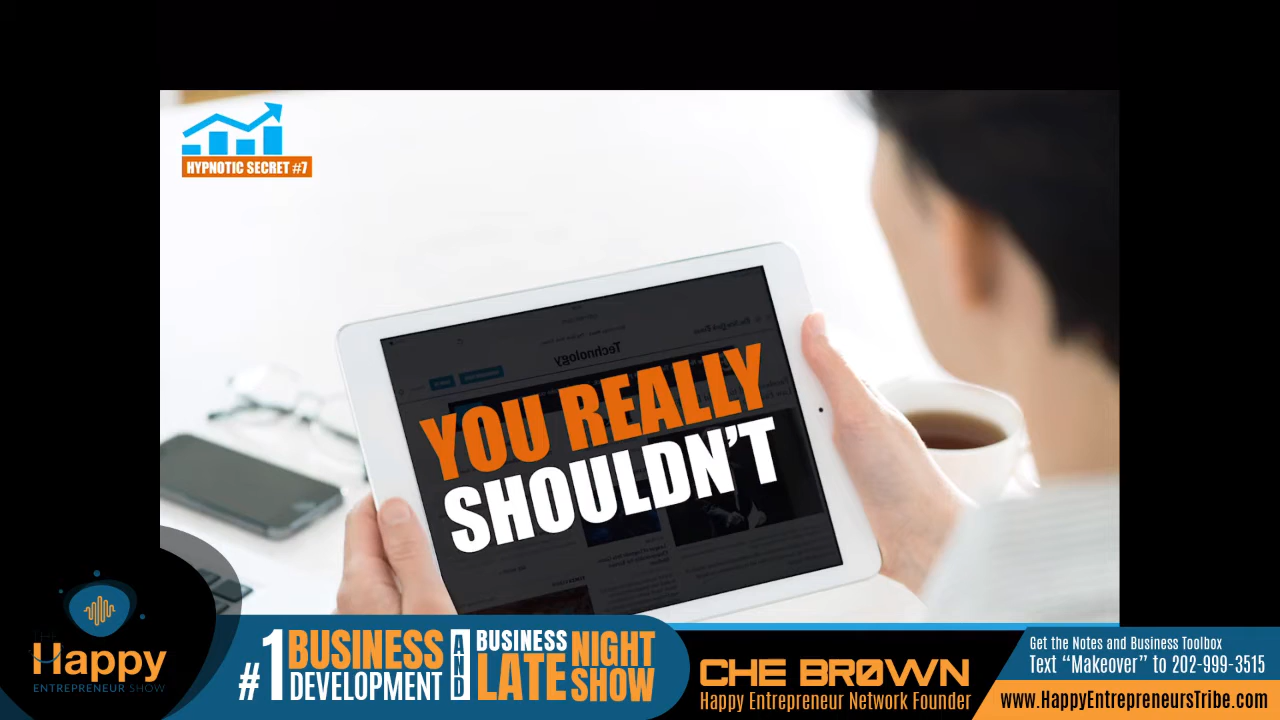 HYPNOTIC SECRET #7
Technology
YOU REALLY
SHOULDN'T
THE
Happy
ENTREPRENEUR SHOW
#1 BUSINESS DEVELOPMENT AND BUSINESS LATE NIGHT SHOW
CHE BRØWN
Happy Entrepreneur Network Founder
Get the Notes and Business Toolbox
Text “Makeover” to 202-999-3515
www.HappyEntrepreneursTribe.com